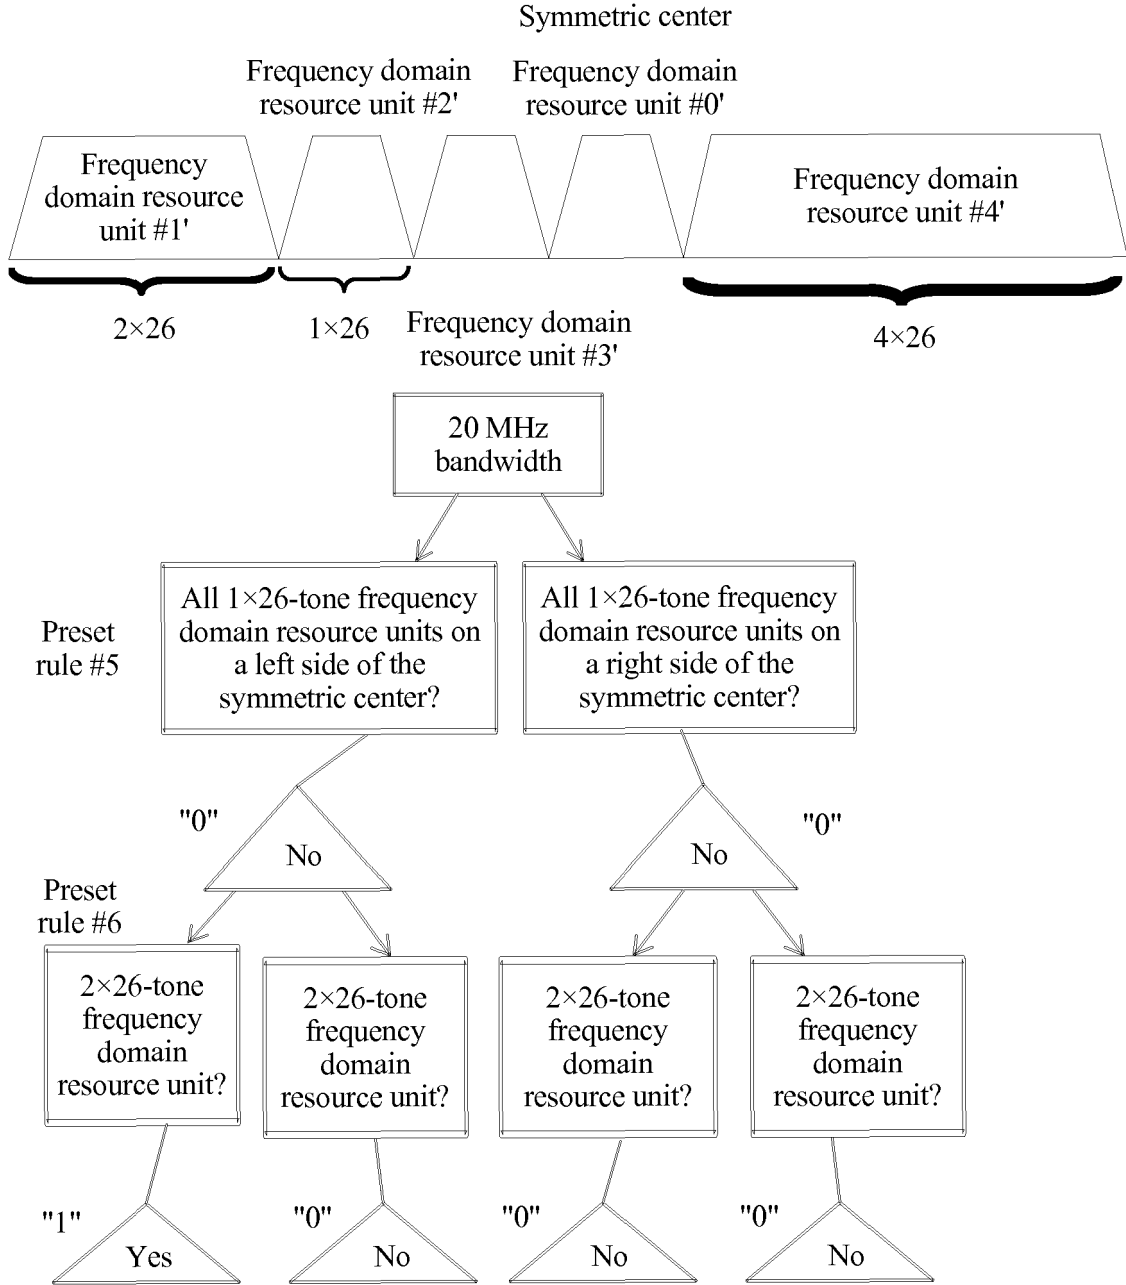 Symmetric center
Frequency domain
resource unit #2'
Frequency domain
resource unit #0'
Frequency
domain resource
unit #1'
Frequency domain
resource unit #4'
2×26
1×26
Frequency domain
resource unit #3'
4×26
20 MHz
bandwidth
Preset
rule #5
All 1×26-tone frequency
domain resource units on
a left side of the
symmetric center?
All 1×26-tone frequency
domain resource units on
a right side of the
symmetric center?
"0"
No
"0"
No
Preset
rule #6
2×26-tone
frequency
domain
resource unit?
2×26-tone
frequency
domain
resource unit?
2×26-tone
frequency
domain
resource unit?
2×26-tone
frequency
domain
resource unit?
"1"
Yes
"0"
No
"0"
No
"0"
No